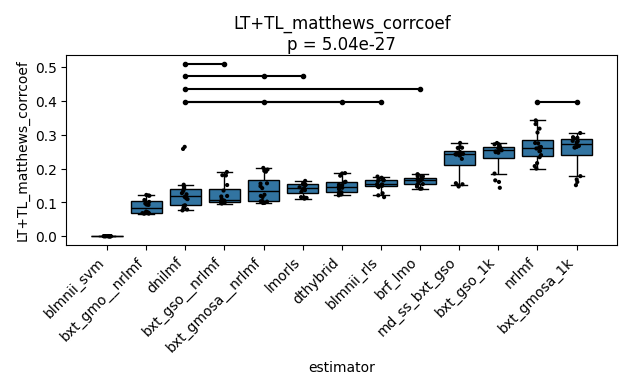 LT+TL_matthews_corrcoef
p = 5.04e-27
LT+TL_matthews_corrcoef
0.5
0.4
0.3
0.2
0.1
0.0
blmnii_svm
bxt_gmo__nrlmf
dnilmf
bxt_gso__nrlmf
bxt_gmosa__nrlmf
lmorls
dthybrid
blmnii_rls
brf_lmo
md_ss_bxt_gso
bxt_gso_1k
nrlmf
bxt_gmosa_1k
estimator